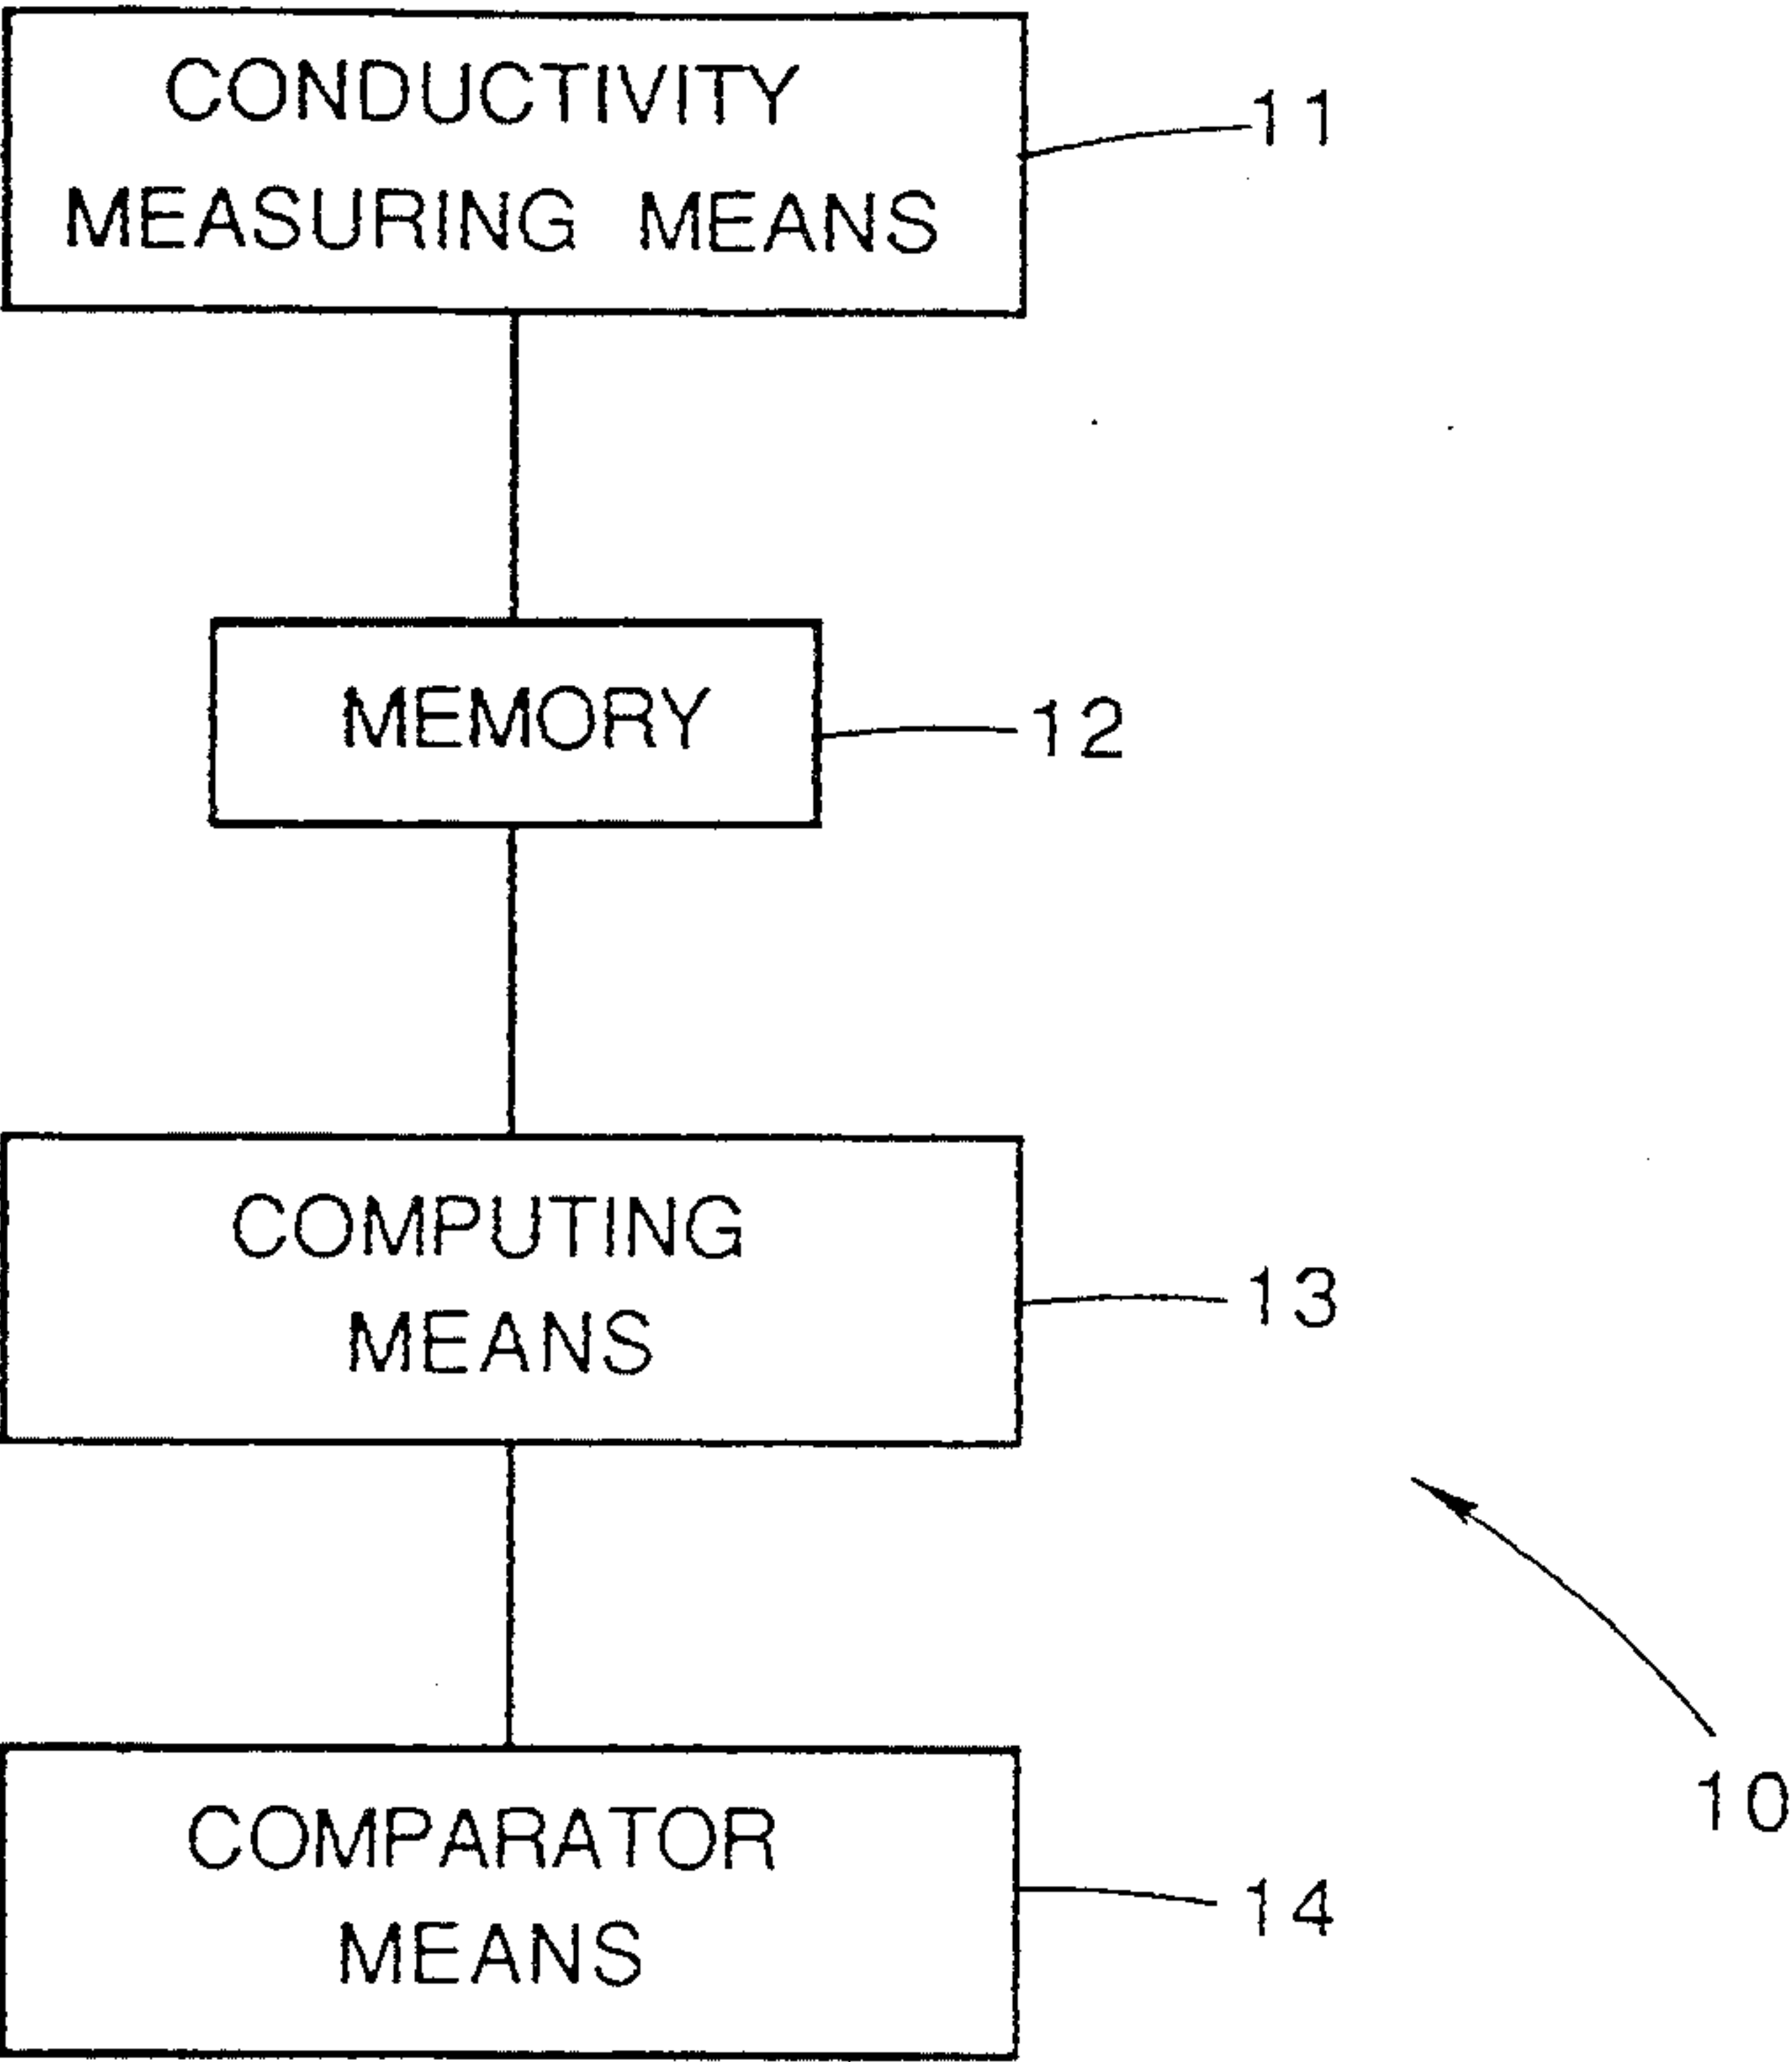 CONDUCTIVITY
MEASURING MEANS
11
MEMORY
12
COMPUTING
MEANS
13
10
COMPARATOR
MEANS
14